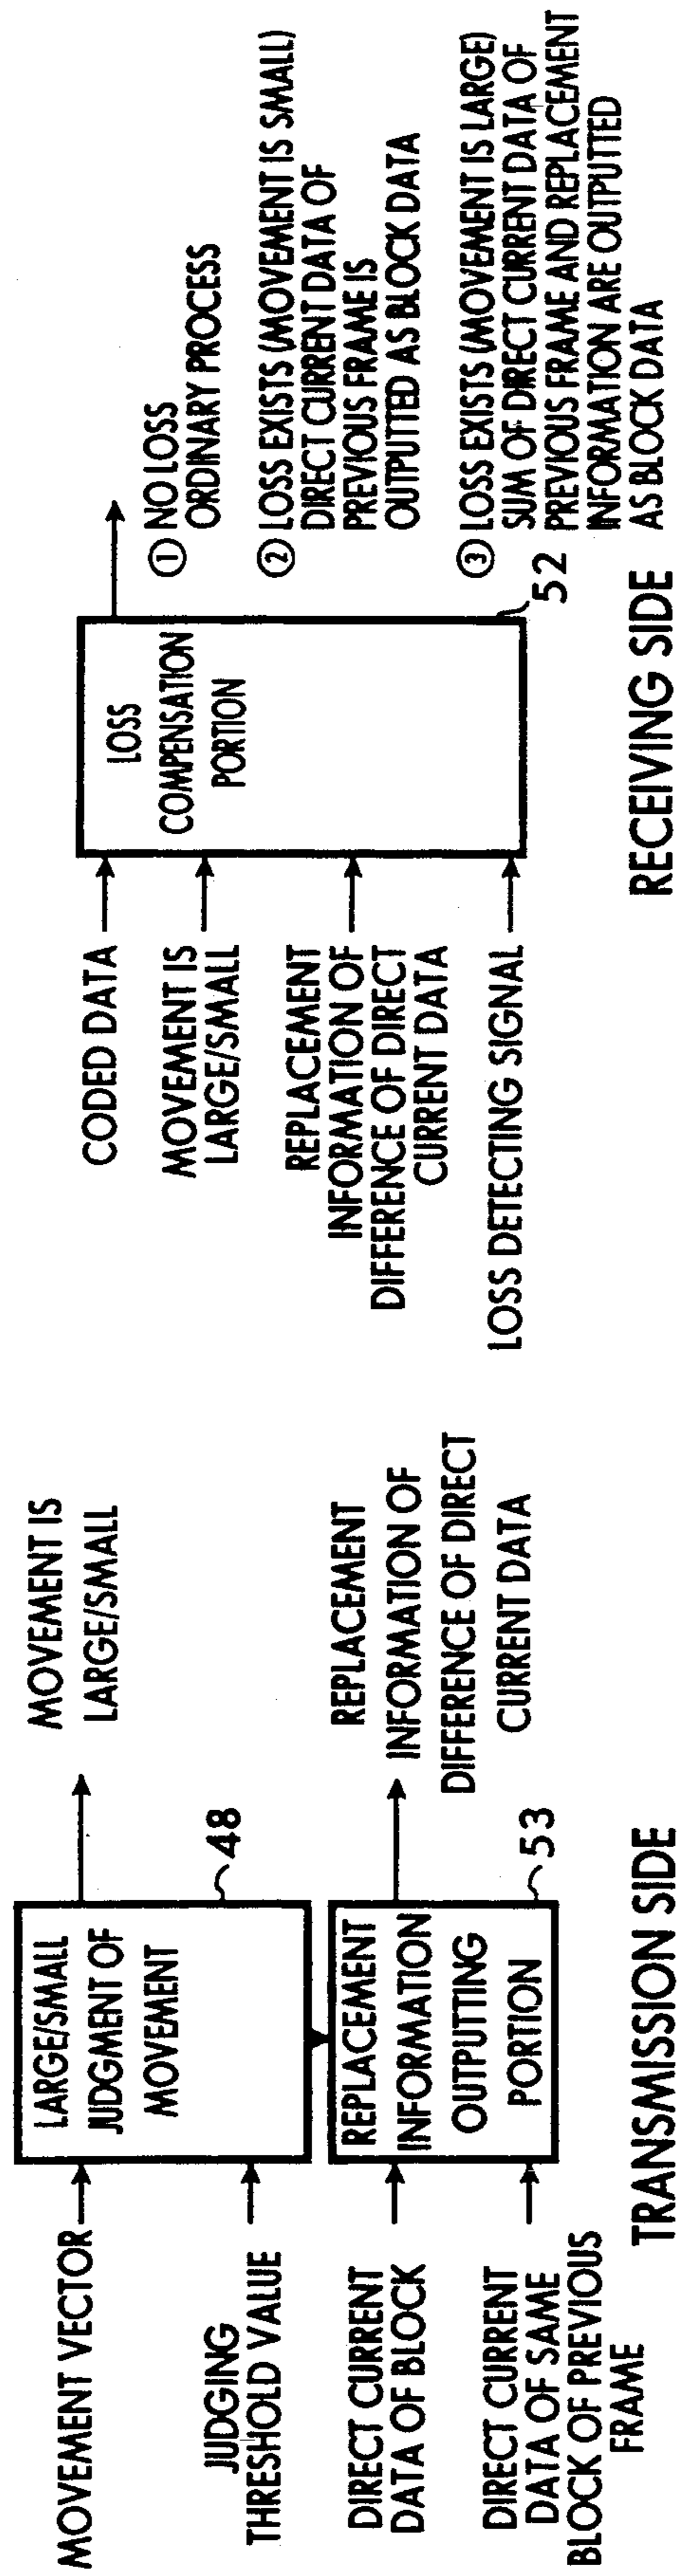 MOVEMENT VECTOR
JUDGING
THRESHOLD VALUE
LARGE/SMALL
JUDGMENT OF
MOVEMENT
48
MOVEMENT IS
LARGE/SMALL
DIRECT CURRENT
DATA OF BLOCK
DIRECT CURRENT
DATA OF SAME
BLOCK OF PREVIOUS
FRAME
REPLACEMENT
INFORMATION
OUTPUTTING
PORTION
53
REPLACEMENT
INFORMATION OF
DIFFERENCE OF DIRECT
CURRENT DATA
TRANSMISSION SIDE
CODED DATA
MOVEMENT IS
LARGE/SMALL
REPLACEMENT
INFORMATION OF
DIFFERENCE OF DIRECT
CURRENT DATA
LOSS DETECTING SIGNAL
LOSS
COMPENSATION
PORTION
52
① NO LOSS
ORDINARY PROCESS
② LOSS EXISTS (MOVEMENT IS SMALL)
DIRECT CURRENT DATA OF
PREVIOUS FRAME IS
OUTPUTTED AS BLOCK DATA
③ LOSS EXISTS (MOVEMENT IS LARGE)
SUM OF DIRECT CURRENT DATA OF
PREVIOUS FRAME AND REPLACEMENT
INFORMATION ARE OUTPUTTED
AS BLOCK DATA
RECEIVING SIDE